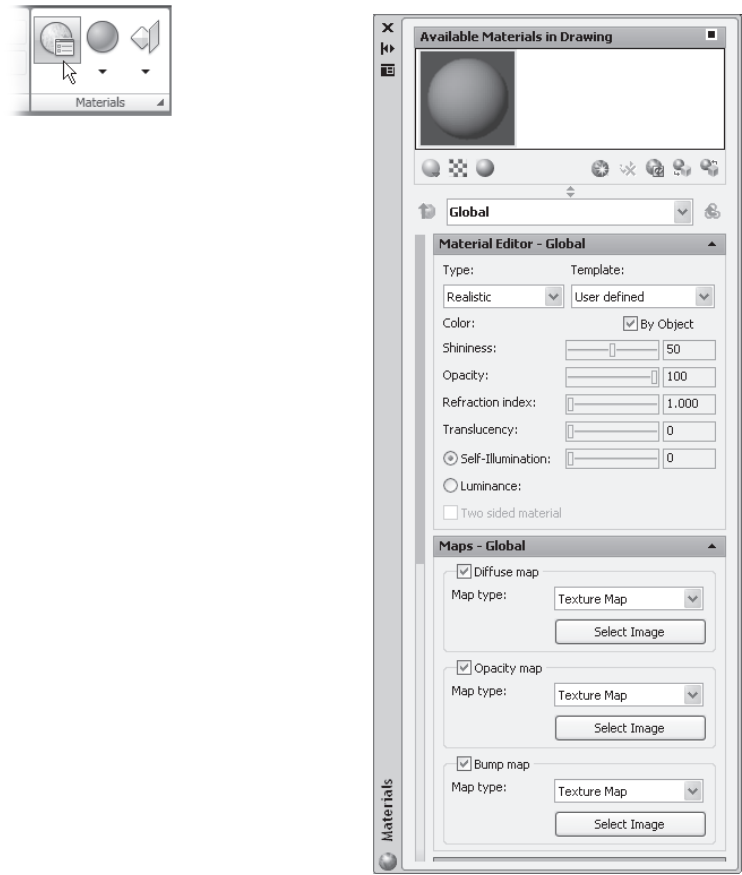 Materials
Available Materials in Drawing
Global
Material Editor - Global
Type: Template:
Realistic User defined
Color: By Object
Shininess: 50
Opacity: 100
Refraction index: 1.000
Translucency: 0
Self-Illumination: 0
Luminance:
Two sided material
Maps - Global
Diffuse map
Map type: Texture Map
Select Image
Opacity map
Map type: Texture Map
Select Image
Bump map
Map type: Texture Map
Select Image
Materials